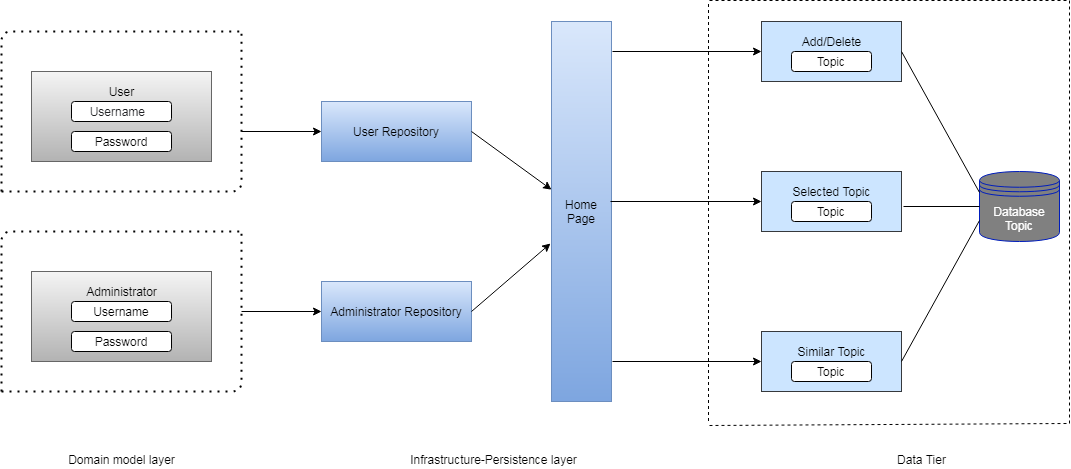 User
Username
Password
Administrator
Username
Password
User Repository
Administrator Repository
Home
Page
Add/Delete
Topic
Selected Topic
Topic
Similar Topic
Topic
Database
Topic
Domain model layer
Infrastructure-Persistence layer
Data Tier